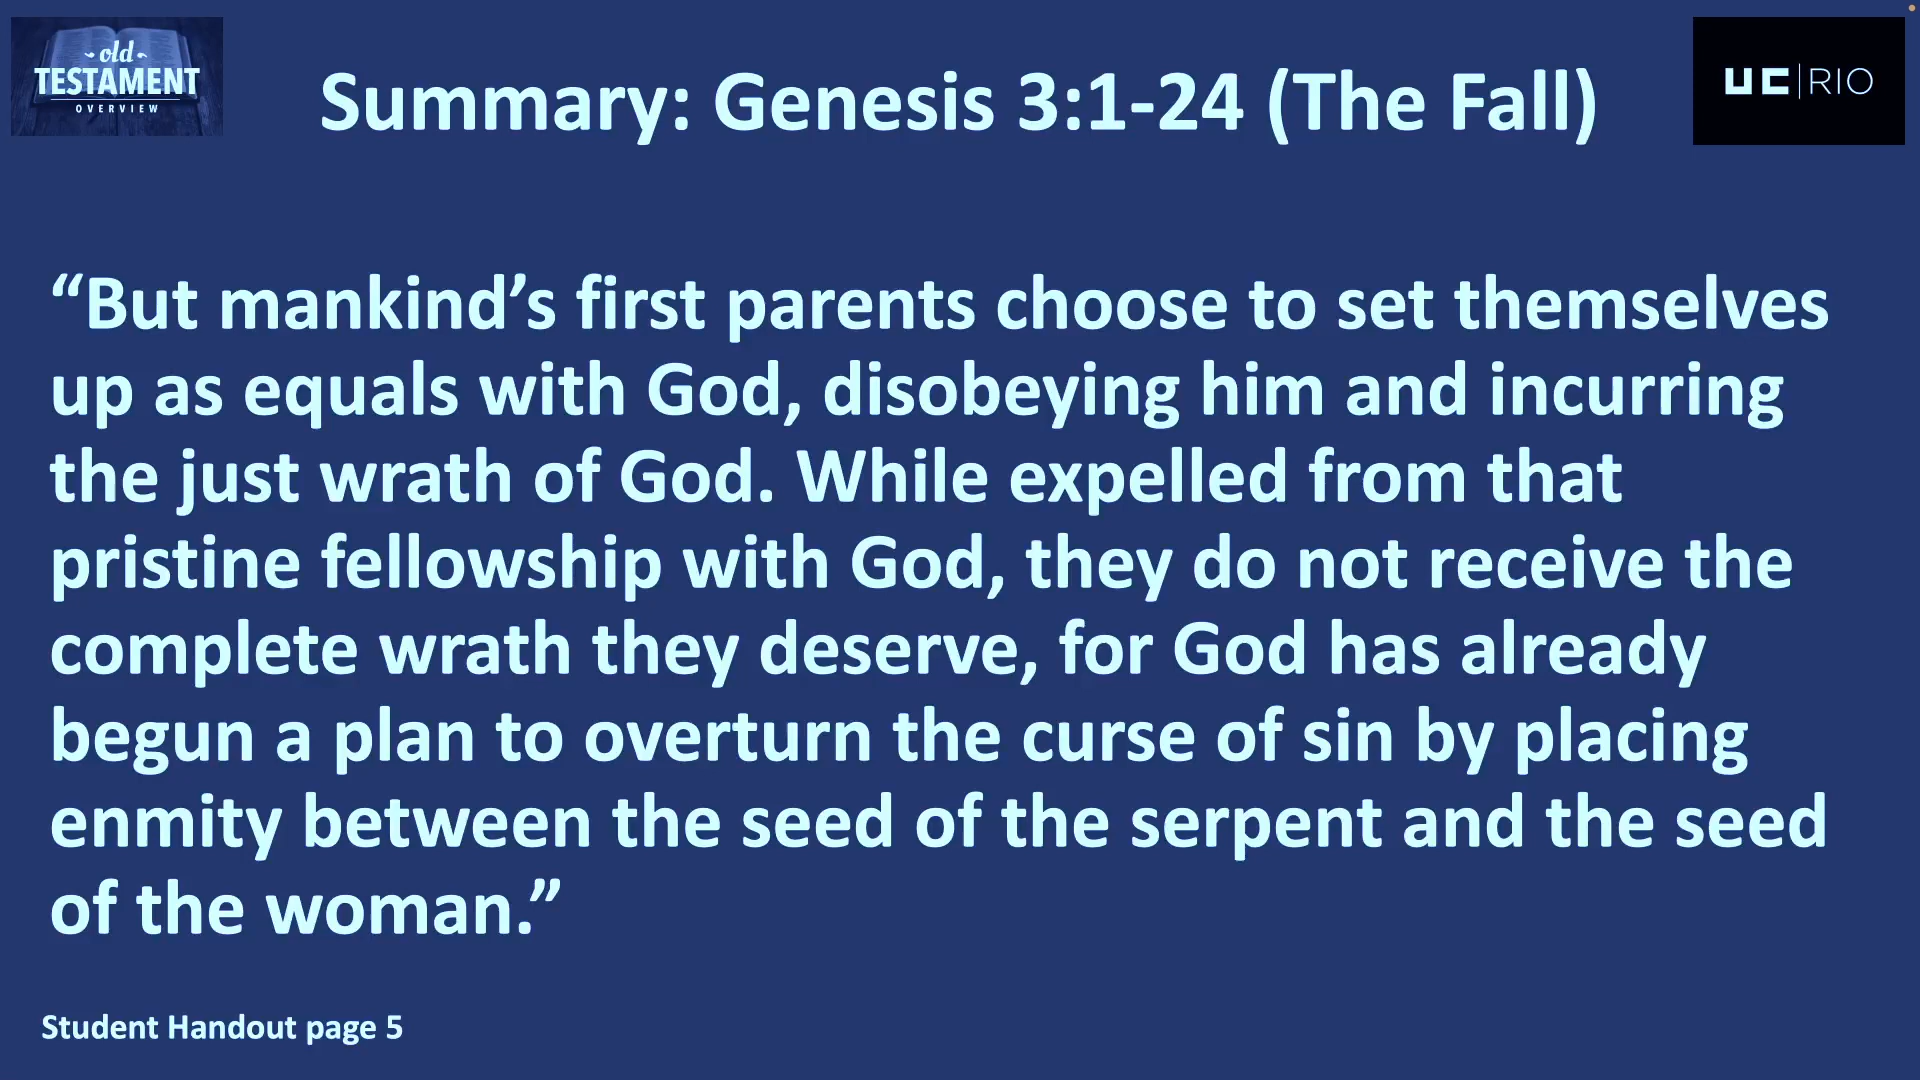 old
TESTAMENT
OVERVIEW
Summary: Genesis 3:1-24 (The Fall)
UC|RIO
“But mankind’s first parents choose to set themselves
up as equals with God, disobeying him and incurring
the just wrath of God. While expelled from that
pristine fellowship with God, they do not receive the
complete wrath they deserve, for God has already
begun a plan to overturn the curse of sin by placing
enmity between the seed of the serpent and the seed
of the woman.”
Student Handout page 5